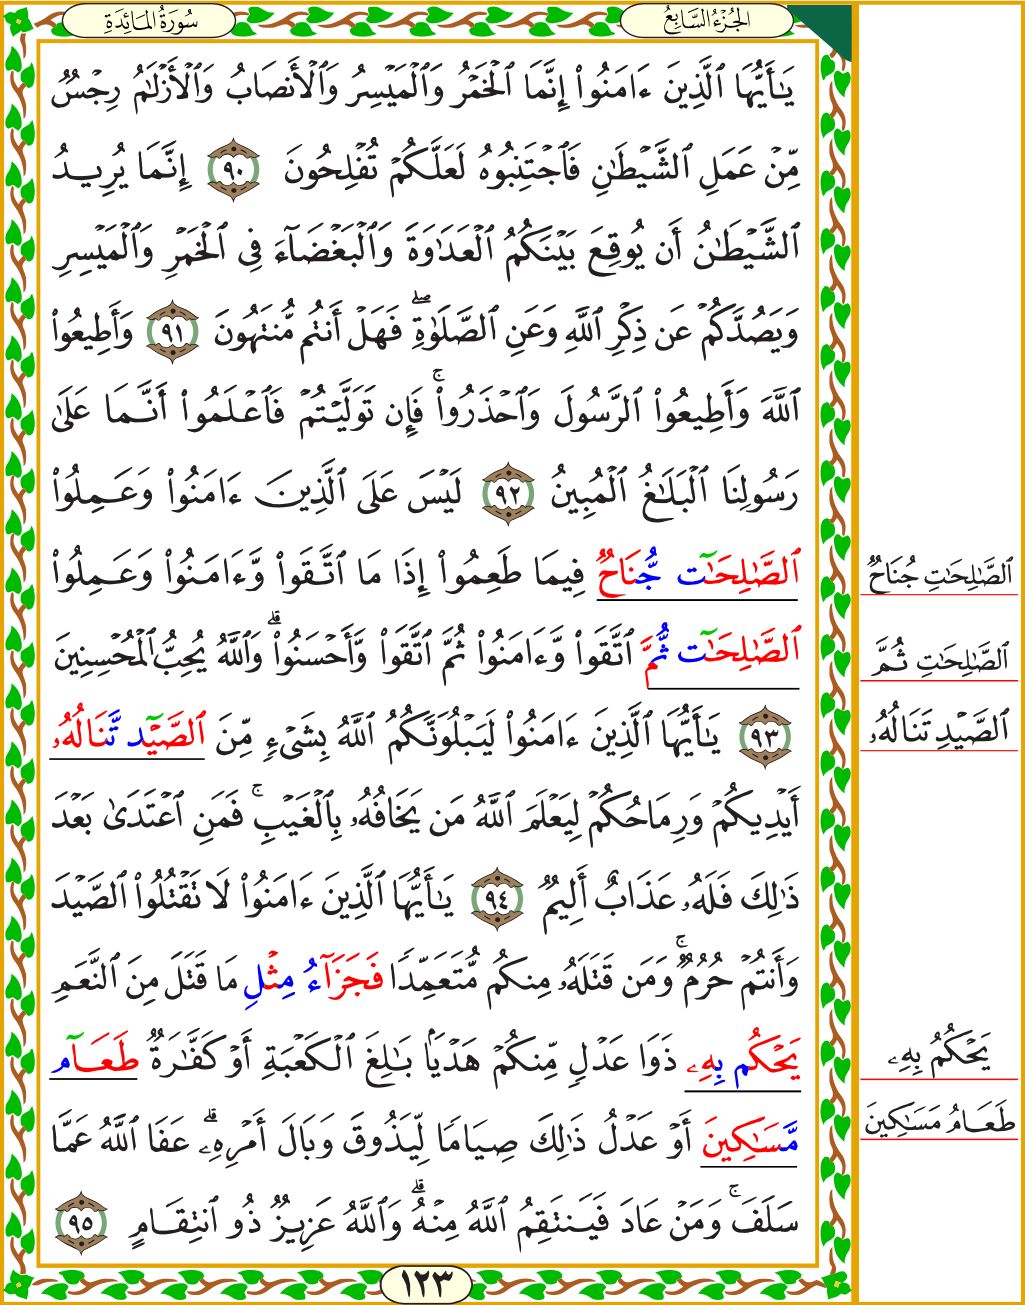 سُورَةُ المَائِدَةِ
الجُزْءُ السَّابِعُ
يَـٰٓأَيُّهَا ٱلَّذِينَ ءَامَنُوٓا۟ إِنَّمَا ٱلْخَمْرُ وَٱلْمَيْسِرُ وَٱلْأَنصَابُ وَٱلْأَزْلَـٰمُ رِجْسٌ
مِّنْ عَمَلِ ٱلشَّيْطَـٰنِ فَٱجْتَنِبُوهُ لَعَلَّكُمْ تُفْلِحُونَ ٩٠ إِنَّمَا يُرِيدُ
ٱلشَّيْطَـٰنُ أَن يُوقِعَ بَيْنَكُمُ ٱلْعَدَٰوَةَ وَٱلْبَغْضَآءَ فِى ٱلْخَمْرِ وَٱلْمَيْسِرِ
وَيَصُدَّكُمْ عَن ذِكْرِ ٱللَّهِ وَعَنِ ٱلصَّلَوٰةِ ۖ فَهَلْ أَنتُم مُّنتَهُونَ ٩١ وَأَطِيعُوا۟
ٱللَّهَ وَأَطِيعُوا۟ ٱلرَّسُولَ وَٱحْذَرُوا۟ ۚ فَإِن تَوَلَّيْتُمْ فَٱعْلَمُوٓا۟ أَنَّمَا عَلَىٰ
رَسُولِنَا ٱلْبَلَـٰغُ ٱلْمُبِينُ ٩٢ لَيْسَ عَلَى ٱلَّذِينَ ءَامَنُوا۟ وَعَمِلُوا۟
ٱلصَّـٰلِحَـٰٓت جُّنَاحٌ فِيمَا طَعِمُوٓا۟ إِذَا مَا ٱتَّقَوا۟ وَّءَامَنُوا۟ وَعَمِلُوا۟
ٱلصَّـٰلِحَـٰٓت ثُّمَّ ٱتَّقَوا۟ وَّءَامَنُوا۟ ثُمَّ ٱتَّقَوا۟ وَّأَحْسَنُوا۟ ۗ وَٱللَّهُ يُحِبُّ ٱلْمُحْسِنِينَ
٩٣ يَـٰٓأَيُّهَا ٱلَّذِينَ ءَامَنُوا۟ لَيَبْلُوَنَّكُمُ ٱللَّهُ بِشَىْءٍ مِّنَ ٱلصَّيْٓد تَّنَالُهُۥٓ
أَيْدِيكُمْ وَرِمَاحُكُمْ لِيَعْلَمَ ٱللَّهُ مَن يَخَافُهُۥ بِٱلْغَيْبِ ۚ فَمَنِ ٱعْتَدَىٰ بَعْدَ
ذَٰلِكَ فَلَهُۥ عَذَابٌ أَلِيمٌ ٩٤ يَـٰٓأَيُّهَا ٱلَّذِينَ ءَامَنُوا۟ لَا تَقْتُلُوا۟ ٱلصَّيْدَ
وَأَنتُمْ حُرُمٌ ۚ وَمَن قَتَلَهُۥ مِنكُم مُّتَعَمِّدًا فَجَزَآءُ مِثْلِ مَا قَتَلَ مِنَ ٱلنَّعَمِ
يَحْكُم بِهِۦ ذَوَا عَدْلٍ مِّنكُمْ هَدْيًۢا بَـٰلِغَ ٱلْكَعْبَةِ أَوْ كَفَّـٰرَةٌ طَعَآم
مَّسَـٰكِينَ أَوْ عَدْلُ ذَٰلِكَ صِيَامًا لِّيَذُوقَ وَبَالَ أَمْرِهِۦ ۗ عَفَا ٱللَّهُ عَمَّا
سَلَفَ ۚ وَمَنْ عَادَ فَيَنتَقِمُ ٱللَّهُ مِنْهُ ۗ وَٱللَّهُ عَزِيزٌ ذُو ٱنتِقَامٍ ٩٥
١٢٣
ٱلصَّـٰلِحَـٰتِ جُنَاحٌ
ٱلصَّـٰلِحَـٰتِ ثُمَّ
ٱلصَّيْدِ تَنَالُهُۥ
يَحْكُمُ بِهِۦ
طَعَامُ مَسَـٰكِينَ